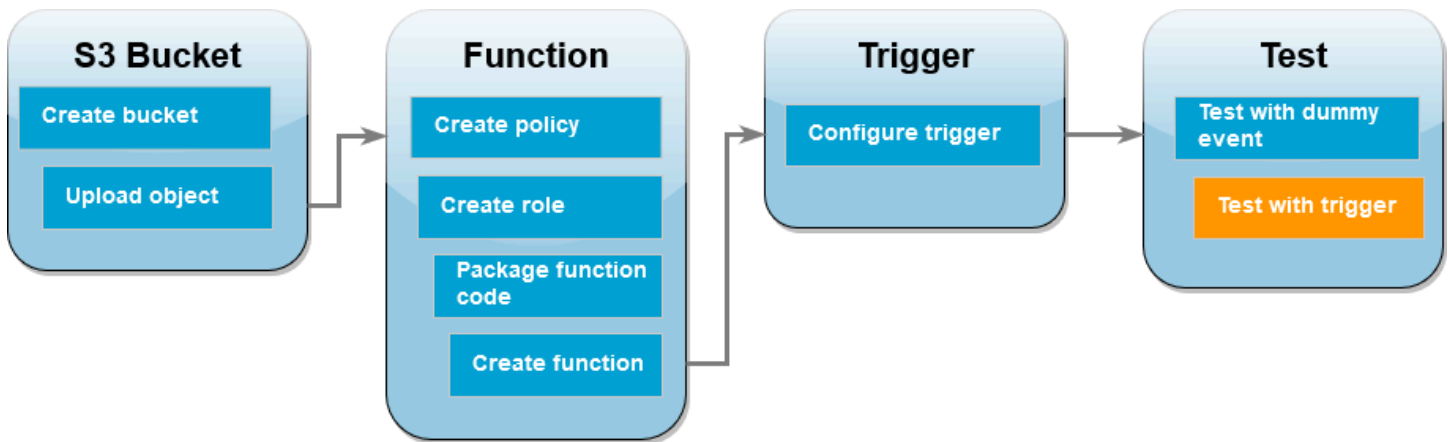 S3 Bucket
Create bucket
Upload object
Function
Create policy
Create role
Package function
code
Create function
Trigger
Configure trigger
Test
Test with dummy
event
Test with trigger